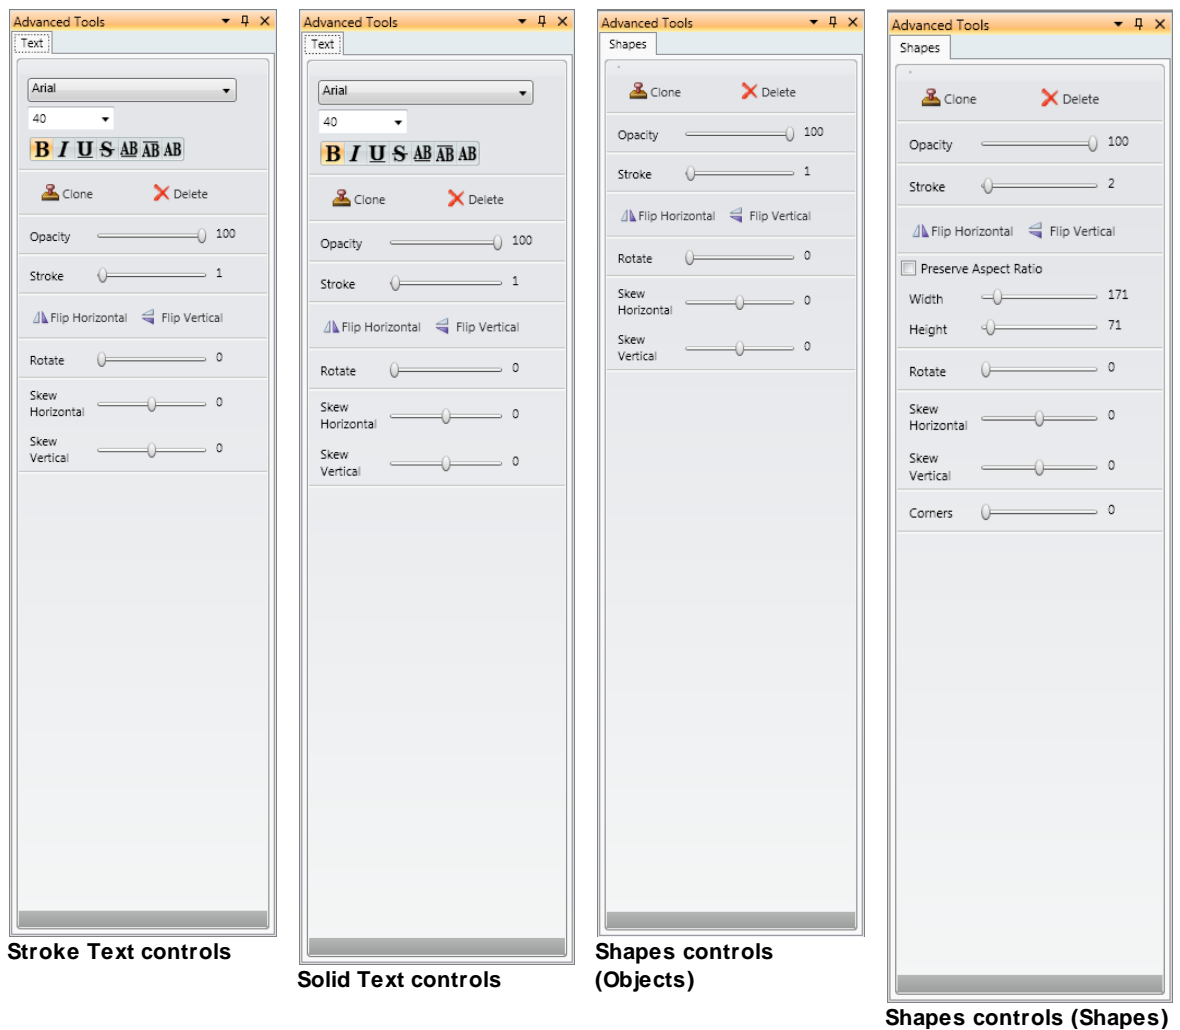 Advanced Tools
Text
Arial
40
B I U S AB AB AB
Clone Delete
Opacity 100
Stroke 1
Flip Horizontal Flip Vertical
Rotate 0
Skew
Horizontal 0
Skew
Vertical 0
Stroke Text controls
Advanced Tools
Text
Arial
40
B I U S AB AB AB
Clone Delete
Opacity 100
Stroke 1
Flip Horizontal Flip Vertical
Rotate 0
Skew
Horizontal 0
Skew
Vertical 0
Solid Text controls
Advanced Tools
Shapes
Clone Delete
Opacity 100
Stroke 1
Flip Horizontal Flip Vertical
Rotate 0
Skew
Horizontal 0
Skew
Vertical 0
Shapes controls
(Objects)
Advanced Tools
Shapes
Clone Delete
Opacity 100
Stroke 2
Flip Horizontal Flip Vertical
Preserve Aspect Ratio
Width 171
Height 71
Rotate 0
Skew
Horizontal 0
Skew
Vertical 0
Corners 0
Shapes controls (Shapes)